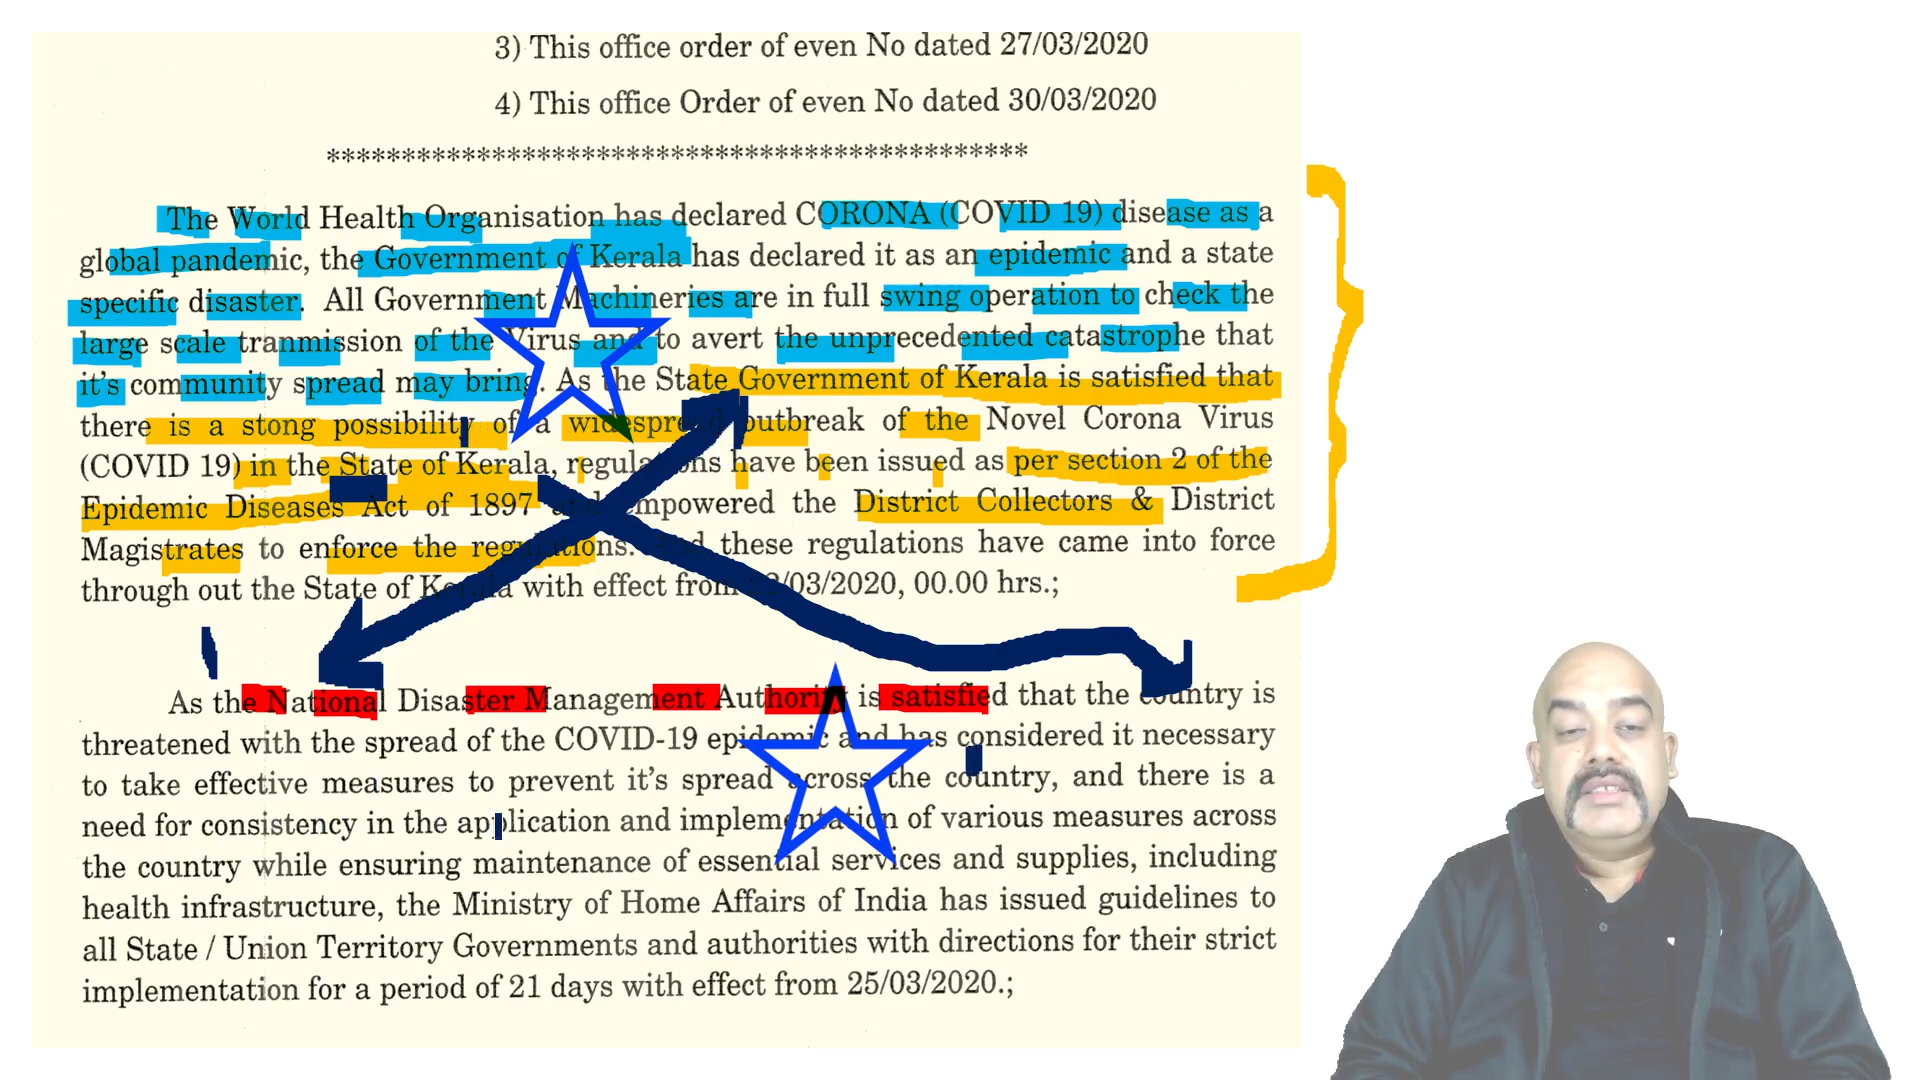 3) This office order of even No dated 27/03/2020
4) This office Order of even No dated 30/03/2020
***********************************************
The World Health Organisation has declared CORONA (COVID 19) disease as a
global pandemic, the Government of Kerala has declared it as an epidemic and a state
specific disaster. All Government Machineries are in full swing operation to check the
large scale tranmission of the Virus and to avert the unprecedented catastrophe that
it's community spread may bring. As the State Government of Kerala is satisfied that
there is a stong possibility of a widespread outbreak of the Novel Corona Virus
(COVID 19) in the State of Kerala, regulations have been issued as per section 2 of the
Epidemic Diseases Act of 1897 and empowered the District Collectors & District
Magistrates to enforce the regulations. And these regulations have came into force
through out the State of Kerala with effect from /03/2020, 00.00 hrs.;
As the National Disaster Management Authority is satisfied that the country is
threatened with the spread of the COVID-19 epidemic and has considered it necessary
to take effective measures to prevent it's spread across the country, and there is a
need for consistency in the application and implementation of various measures across
the country while ensuring maintenance of essential services and supplies, including
health infrastructure, the Ministry of Home Affairs of India has issued guidelines to
all State / Union Territory Governments and authorities with directions for their strict
implementation for a period of 21 days with effect from 25/03/2020.;